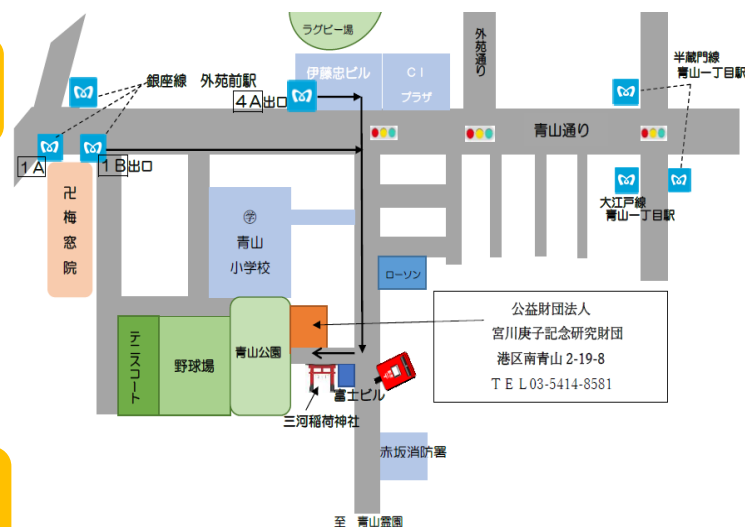 ラグビー場
伊藤忠ビル
ＣＩ
プラザ
外苑通り
半蔵門線
青山一丁目駅
銀座線　外苑前駅
4A出口
青山通り
1A
1B出口
卍
梅
窓
院
㊫
青山
小学校
大江戸線
青山一丁目駅
ローソン
公益財団法人
宮川庚子記念研究財団
港区南青山 2-19-8
ＴＥＬ03-5414-8581
テニスコート
野球場
青山公園
富士ビル
三河稲荷神社
赤坂消防署
至　青山霊園